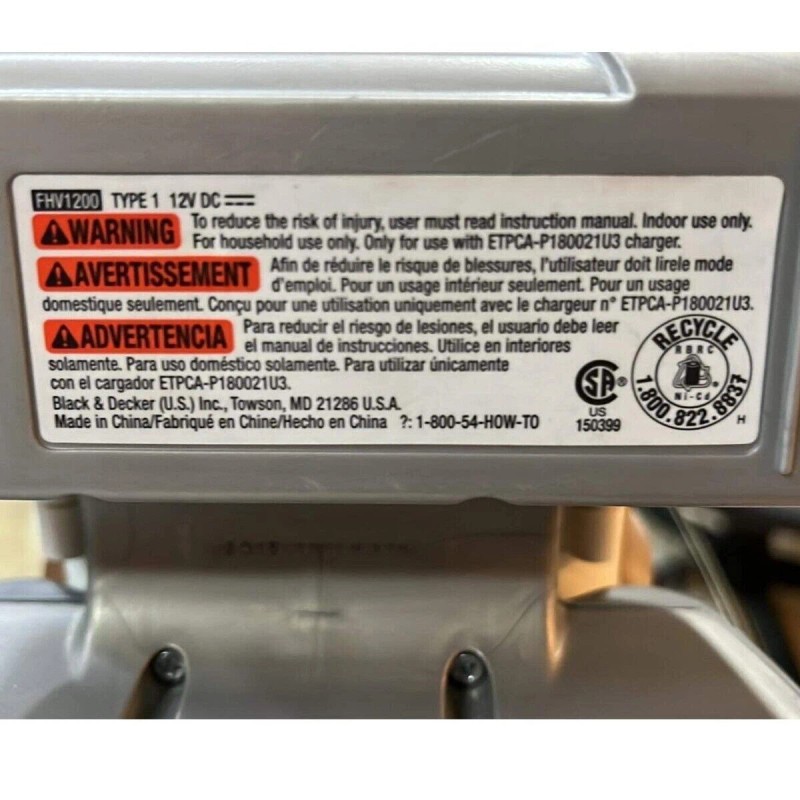 FHV1200 TYPE 1 12V DC
WARNING To reduce the risk of injury, user must read instruction manual. Indoor use only.
For household use only. Only for use with ETPCA-P180021U3 charger.
AVERTISSEMENT Afin de réduire le risque de blessures, l'utilisateur doit lirele mode
d'emploi. Pour un usage intérieur seulement. Pour un usage
domestique seulement. Conçu pour une utilisation uniquement avec le chargeur n° ETPCA-P180021U3.
ADVERTENCIA Para reducir el riesgo de lesiones, el usuario debe leer
el manual de instrucciones. Utilice en interiores
solamente. Para uso doméstico solamente. Para utilizar únicamente
con el cargador ETPCA-P180021U3.
Black & Decker (U.S.) Inc., Towson, MD 21286 U.S.A.
Made in China/Fabriqué en Chine/Hecho en China ?: 1-800-54-HOW-TO
SA®
US
150399
RECYCLE
RBRC
®
Ni-Cd
1.800.822.8837
H